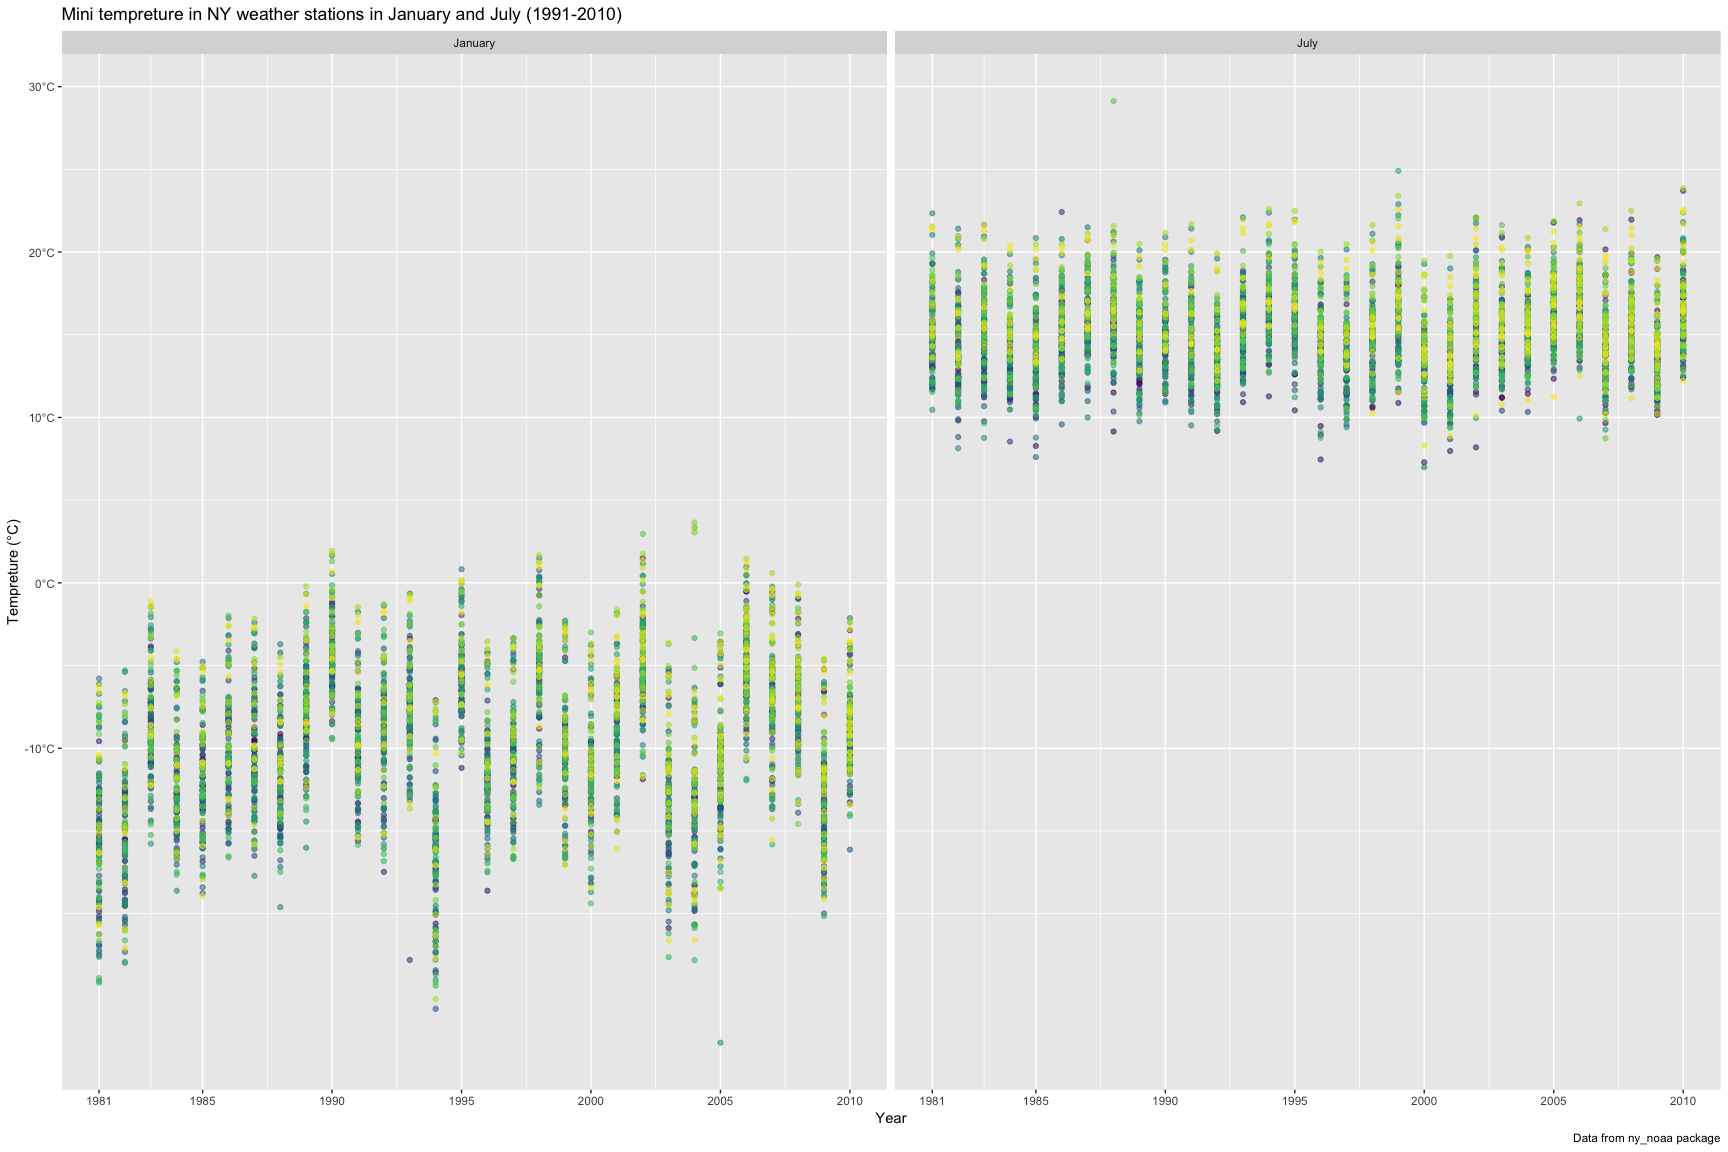 Mini tempreture in NY weather stations in January and July (1991-2010)
January
July
30°C
20°C
10°C
0°C
-10°C
Tempreture (°C)
1981 1985 1990 1995 2000 2005 2010
1981 1985 1990 1995 2000 2005 2010
Year
Data from ny_noaa package